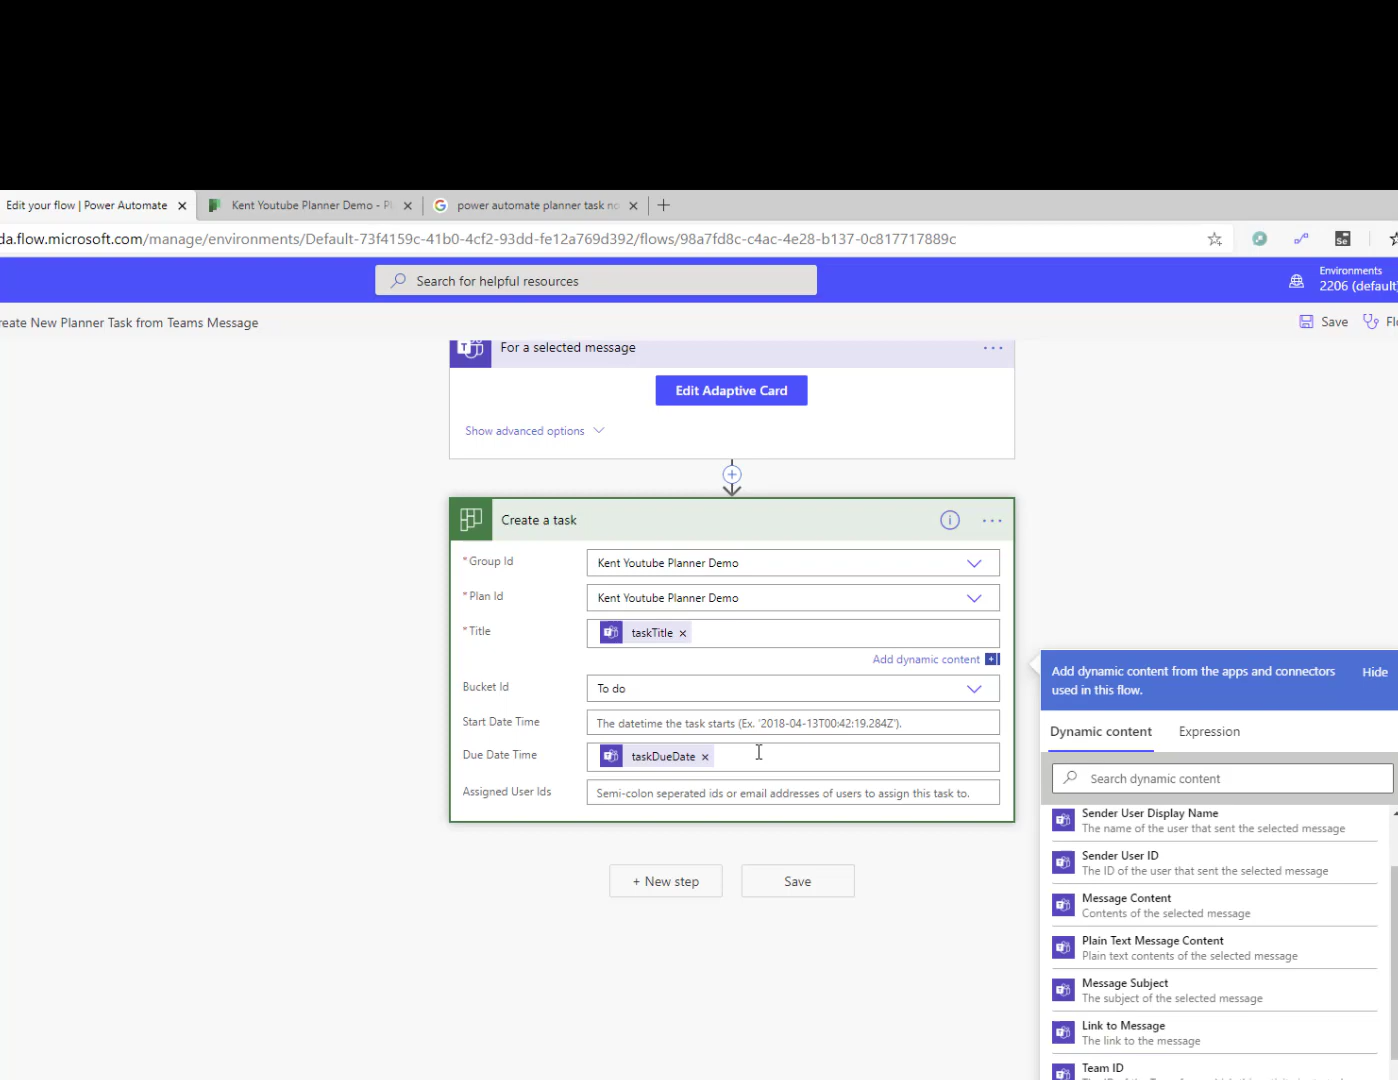 Edit your flow | Power Automate
Kent Youtube Planner Demo - Pl
power automate planner task no
da.flow.microsoft.com/manage/environments/Default-73f4159c-41b0-4cf2-93dd-fe12a769d392/flows/98a7fd8c-c4ac-4e28-b137-0c817717889c
Se
Search for helpful resources
Environments
2206 (default)
reate New Planner Task from Teams Message
Save
For a selected message
Edit Adaptive Card
Show advanced options
Create a task
*Group Id
Kent Youtube Planner Demo
*Plan Id
Kent Youtube Planner Demo
*Title
taskTitle
Add dynamic content
Bucket Id
To do
Start Date Time
The datetime the task starts (Ex. '2018-04-13T00:42:19.284Z').
Due Date Time
taskDueDate
Assigned User Ids
Semi-colon seperated ids or email addresses of users to assign this task to.
+ New step
Save
Add dynamic content from the apps and connectors
used in this flow.
Hide
Dynamic content
Expression
Search dynamic content
Sender User Display Name
The name of the user that sent the selected message
Sender User ID
The ID of the user that sent the selected message
Message Content
Contents of the selected message
Plain Text Message Content
Plain text contents of the selected message
Message Subject
The subject of the selected message
Link to Message
The link to the message
Team ID